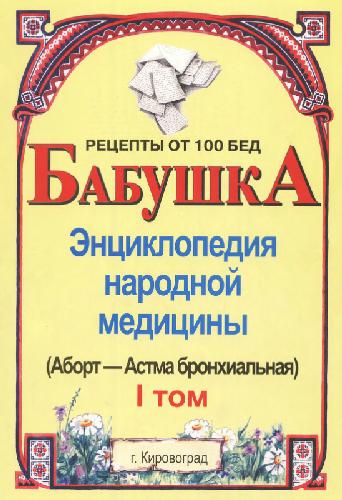 РЕЦЕПТЫ ОТ 100 БЕД
БАБУШКА
Энциклопедия
народной
медицины
(Аборт — Астма бронхиальная)
I том
г. Кировоград